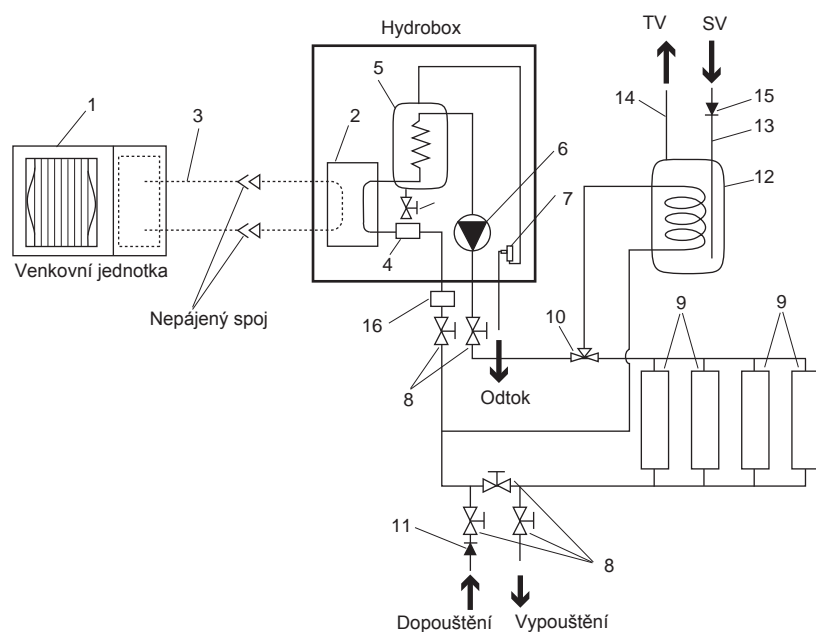 Hydrobox
TV
SV
1
3
2
5
6
7
4
14
15
13
12
Venkovní jednotka
Nepájený spoj
16
8
10
9
9
Odtok
11
8
Dopouštění
Vypouštění